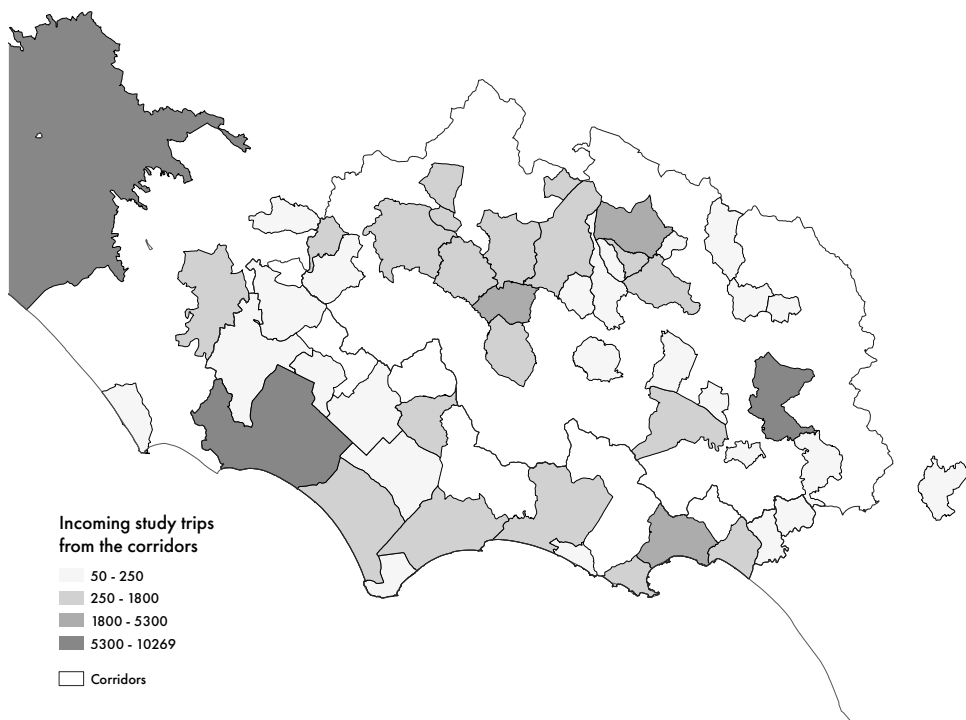 Incoming study trips
from the corridors
50 - 250
250 - 1800
1800 - 5300
5300 - 10269
Corridors